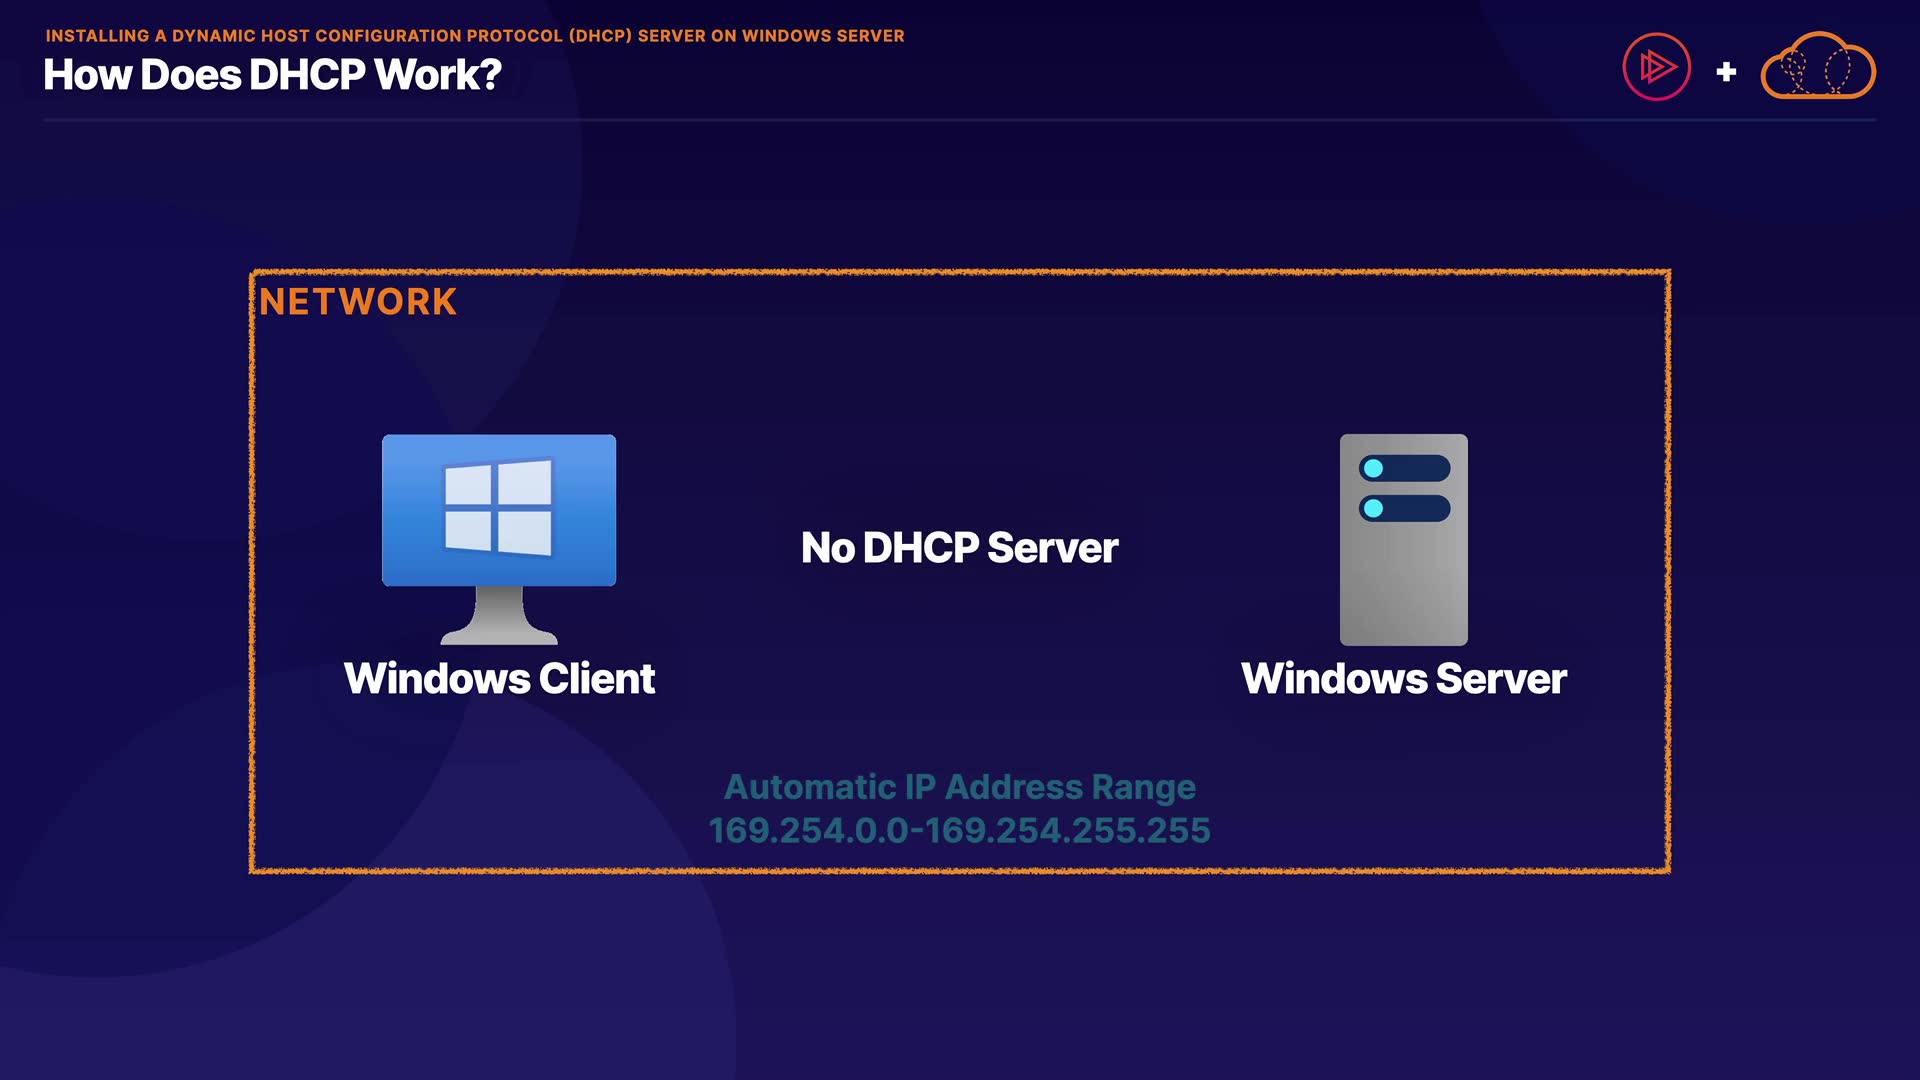 INSTALLING A DYNAMIC HOST CONFIGURATION PROTOCOL (DHCP) SERVER ON WINDOWS SERVER
How Does DHCP Work?
NETWORK
No DHCP Server
Windows Client
Windows Server
Automatic IP Address Range
169.254.0.0-169.254.255.255